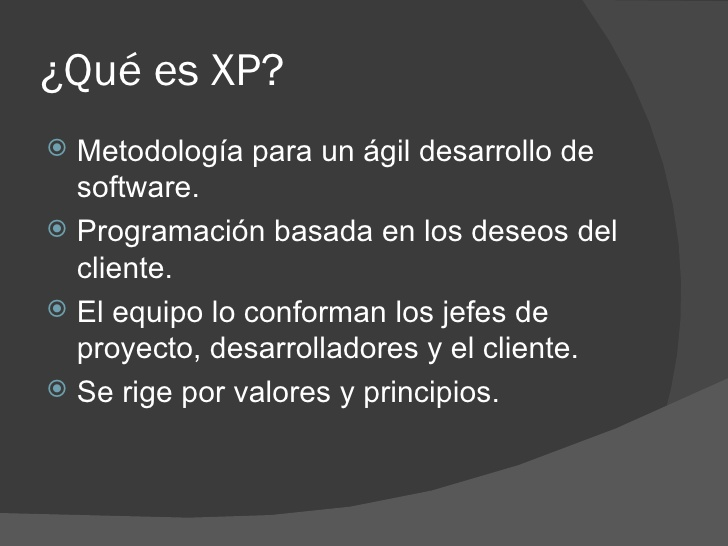 ¿Qué es XP?
Metodología para un ágil desarrollo de
software.
Programación basada en los deseos del
cliente.
El equipo lo conforman los jefes de
proyecto, desarrolladores y el cliente.
Se rige por valores y principios.